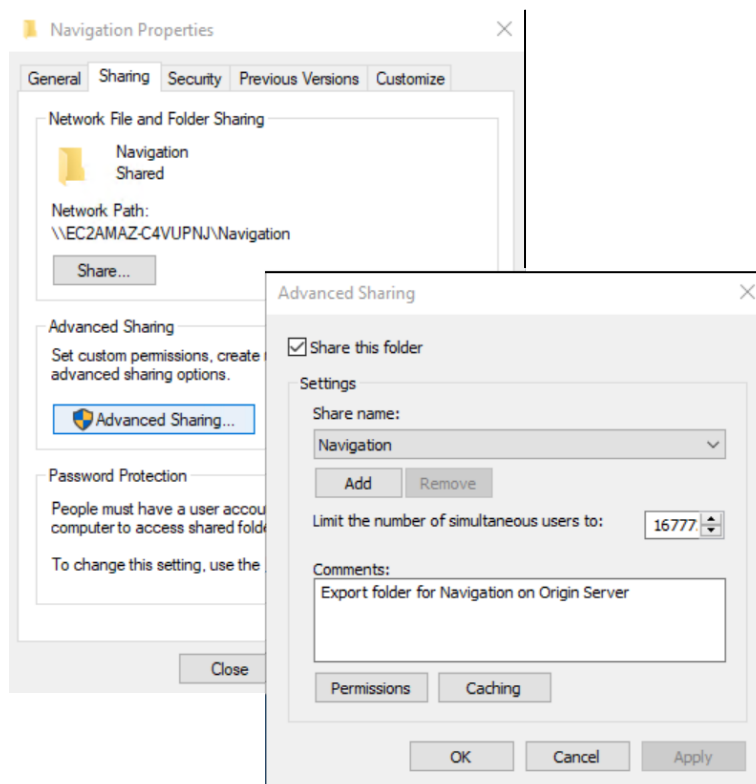 Navigation Properties
General Sharing Security Previous Versions Customize
Network File and Folder Sharing
Navigation
Shared
Network Path:
\\EC2AMAZ-C4VUPNJ\Navigation
Share...
Advanced Sharing
Set custom permissions, create
advanced sharing options.
Advanced Sharing...
Password Protection
People must have a user
computer to access shared
To change this setting, use the
Close
Advanced Sharing
Share this folder
Settings
Share name:
Navigation
Add Remove
Limit the number of simultaneous users to: 16777
Comments:
Export folder for Navigation on Origin Server
Permissions Caching
OK Cancel Apply